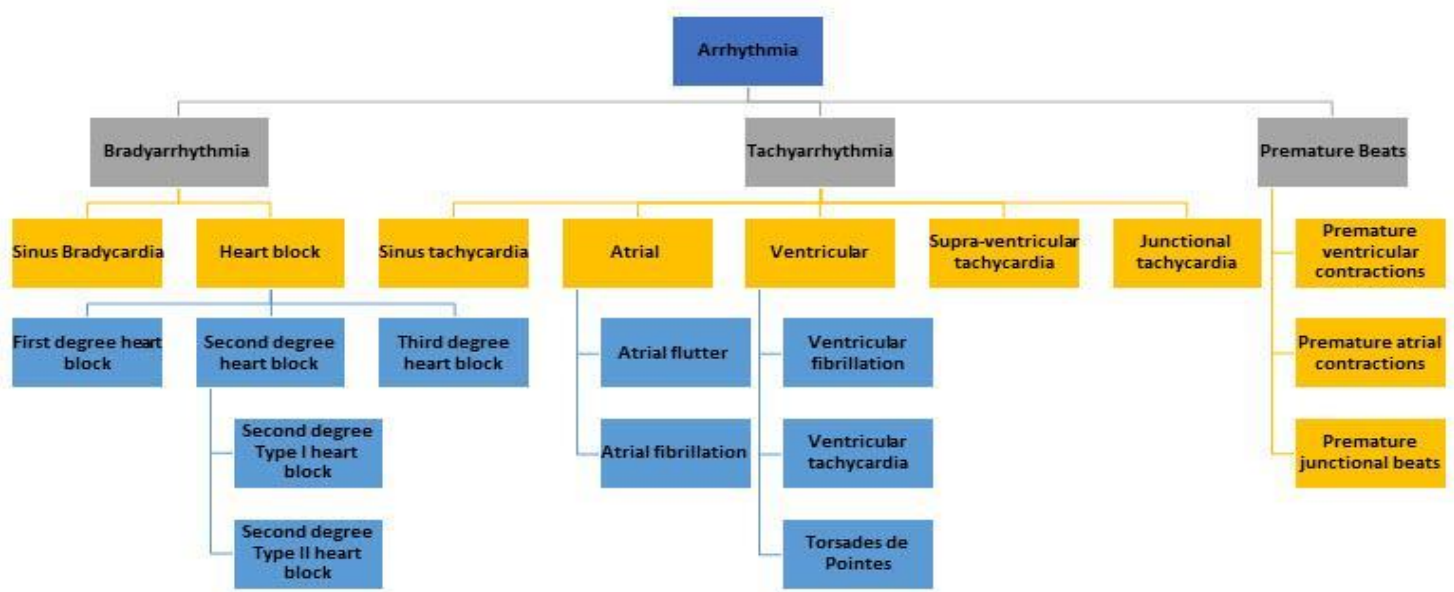 Arrhythmia
Bradyarrhythmia
Tachyarrhythmia
Premature Beats
Sinus Bradycardia
Heart block
Sinus tachycardia
Atrial
Ventricular
Supra-ventricular
tachycardia
Junctional
tachycardia
Premature
ventricular
contractions
First degree heart
block
Second degree
heart block
Third degree
heart block
Atrial flutter
Ventricular
fibrillation
Premature atrial
contractions
Second degree
Type I heart
block
Atrial fibrillation
Ventricular
tachycardia
Premature
junctional beats
Second degree
Type II heart
block
Torsades de
Pointes